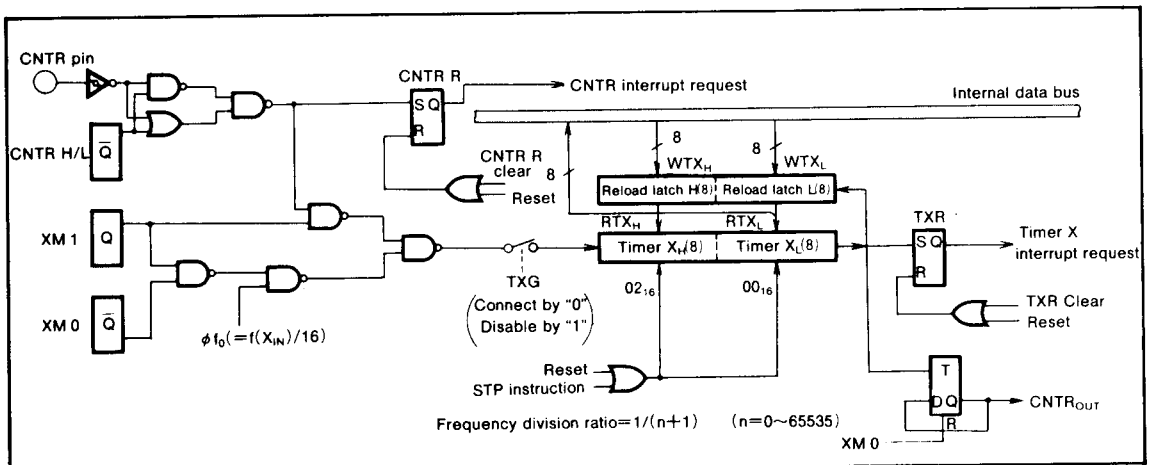 CNTR pin
CNTR R
CNTR interrupt request
Internal data bus
S Q
R
CNTR H/L
Q̅
CNTR R
clear
Reset
8
8
8
WTXH
WTXL
Reload latch H(8)
Reload latch L(8)
XM 1
Q
RTXH
RTXL
TXR
Timer XH(8)
Timer XL(8)
S Q
R
Timer X
interrupt request
TXG
(Connect by "0"
Disable by "1")
02₁₆
00₁₆
XM 0
Q̅
ϕf₀(=f(XIN)/16)
TXR Clear
Reset
Reset
STP instruction
T
D Q
R
CNTROUT
XM 0
Frequency division ratio=1/(n+1) (n=0~65535)